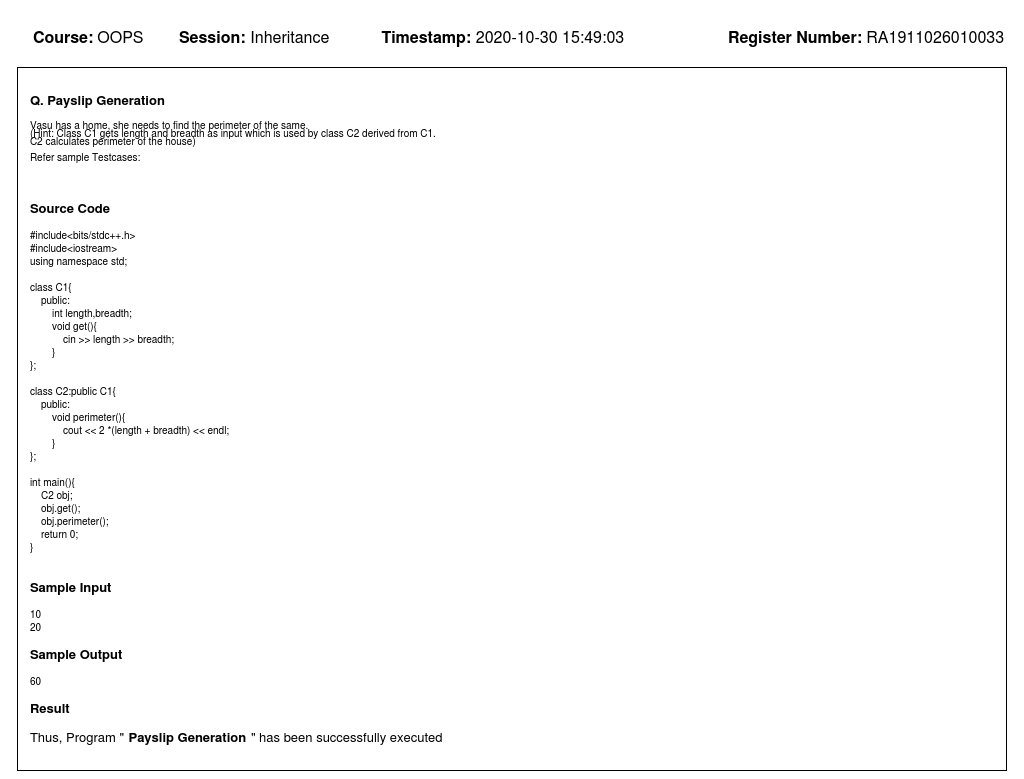 Course: OOPS Session: Inheritance Timestamp: 2020-10-30 15:49:03 Register Number: RA1911026010033
Q. Payslip Generation
Vasu has a home, she needs to find the perimeter of the same.
(Hint: Class C1 gets length and breadth as input which is used by class C2 derived from C1.
C2 calculates perimeter of the house)
Refer sample Testcases:
Source Code
#include<bits/stdc++.h>
#include<iostream>
using namespace std;
class C1{
    public:
        int length,breadth;
        void get(){
            cin >> length >> breadth;
        }
};
class C2:public C1{
    public:
        void perimeter(){
            cout << 2 *(length + breadth) << endl;
        }
};
int main(){
    C2 obj;
    obj.get();
    obj.perimeter();
    return 0;
}
Sample Input
10
20
Sample Output
60
Result
Thus, Program " Payslip Generation " has been successfully executed